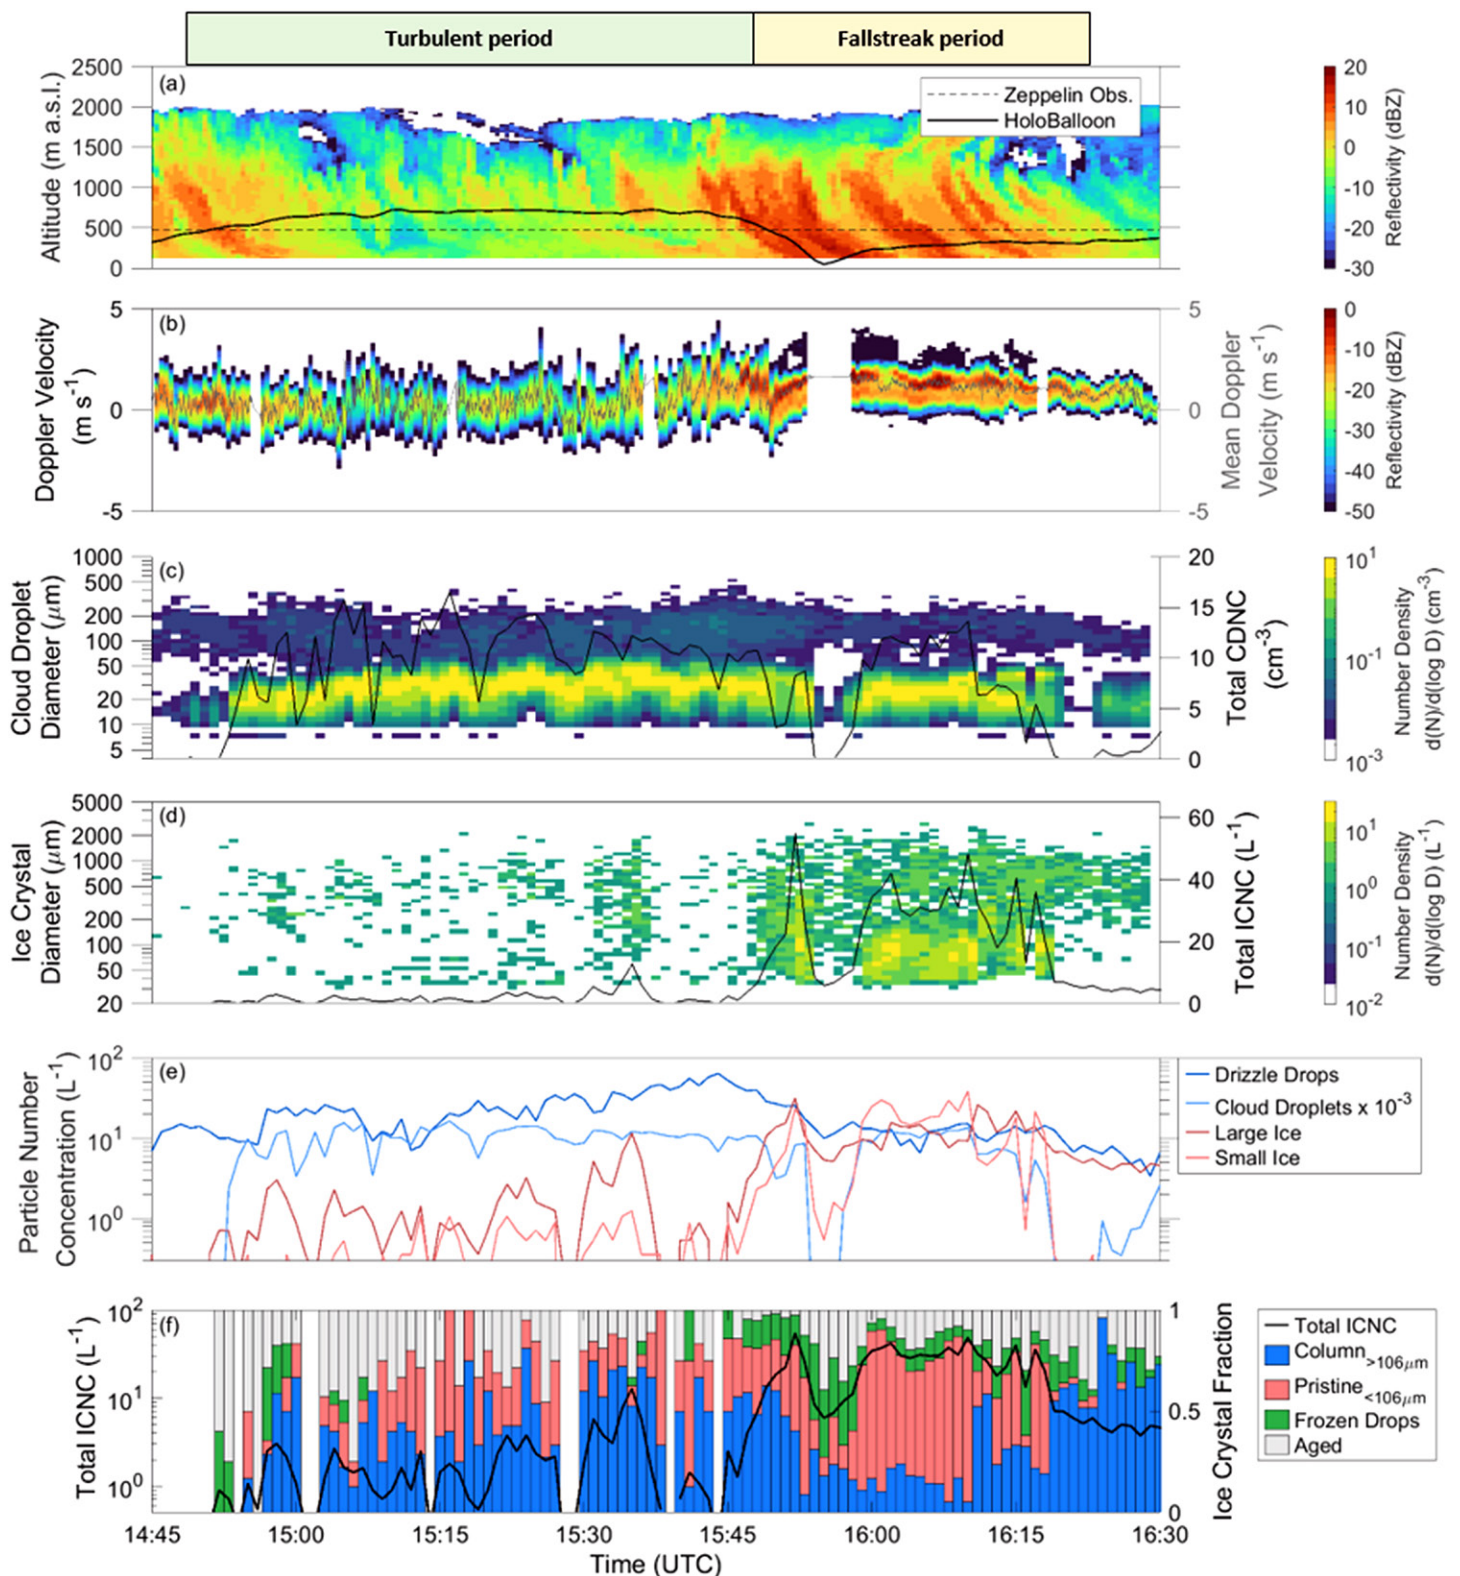 Turbulent period
Fallstreak period
(a)
2500
2000
1500
1000
500
0
Altitude (m a.s.l.)
Zeppelin Obs.
HoloBalloon
20
10
0
-10
-20
-30
Reflectivity (dBZ)
(b)
5
0
-5
Doppler Velocity
(m s⁻¹)
5
0
-5
Mean Doppler
Velocity (m s⁻¹)
0
-10
-20
-30
-40
-50
Reflectivity (dBZ)
(c)
1000
500
200
100
50
20
10
5
Cloud Droplet
Diameter (μm)
20
15
10
5
0
Total CDNC
(cm⁻³)
10¹
10⁻¹
10⁻³
Number Density
d(N)/d(log D) (cm⁻³)
(d)
5000
2000
1000
500
200
100
50
20
Ice Crystal
Diameter (μm)
60
40
20
0
Total ICNC (L⁻¹)
10¹
10⁰
10⁻¹
10⁻²
Number Density
d(N)/d(log D) (L⁻¹)
(e)
10²
10¹
10⁰
Particle Number
Concentration (L⁻¹)
Drizzle Drops
Cloud Droplets x 10⁻³
Large Ice
Small Ice
(f)
10²
10¹
10⁰
Total ICNC (L⁻¹)
1
0.5
0
Ice Crystal Fraction
Total ICNC
Column>106μm
Pristine<106μm
Frozen Drops
Aged
14:45 15:00 15:15 15:30 15:45 16:00 16:15 16:30
Time (UTC)